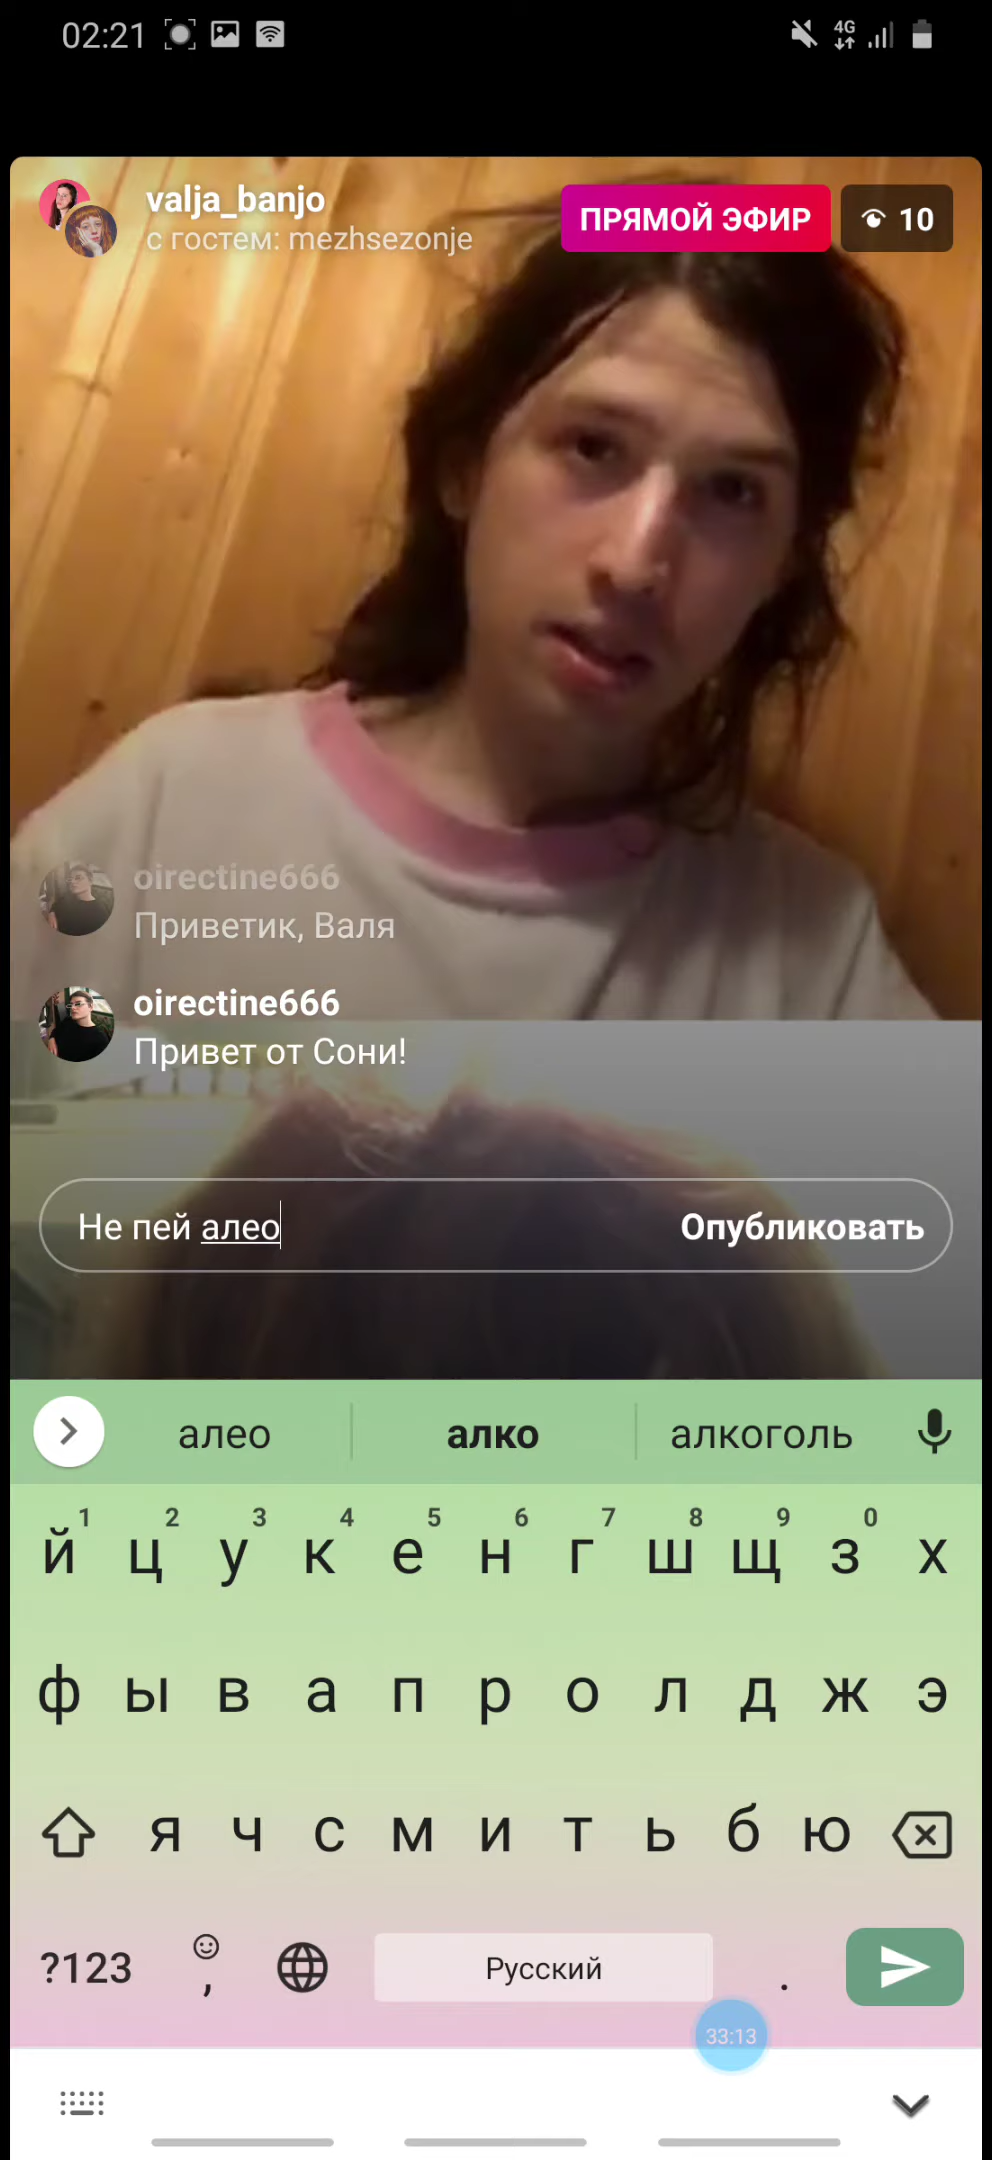 02:21
4G
valja_banjo
с гостем: mezhsezonje
ПРЯМОЙ ЭФИР
10
oirectine666
Приветик, Валя
oirectine666
Привет от Сони!
Не пей алео
Опубликовать
алео алко алкоголь
1 2 3 4 5 6 7 8 9 0
й ц у к е н г ш щ з х
ф ы в а п р о л д ж э
я ч с м и т ь б ю
?123 , Русский .
33:13